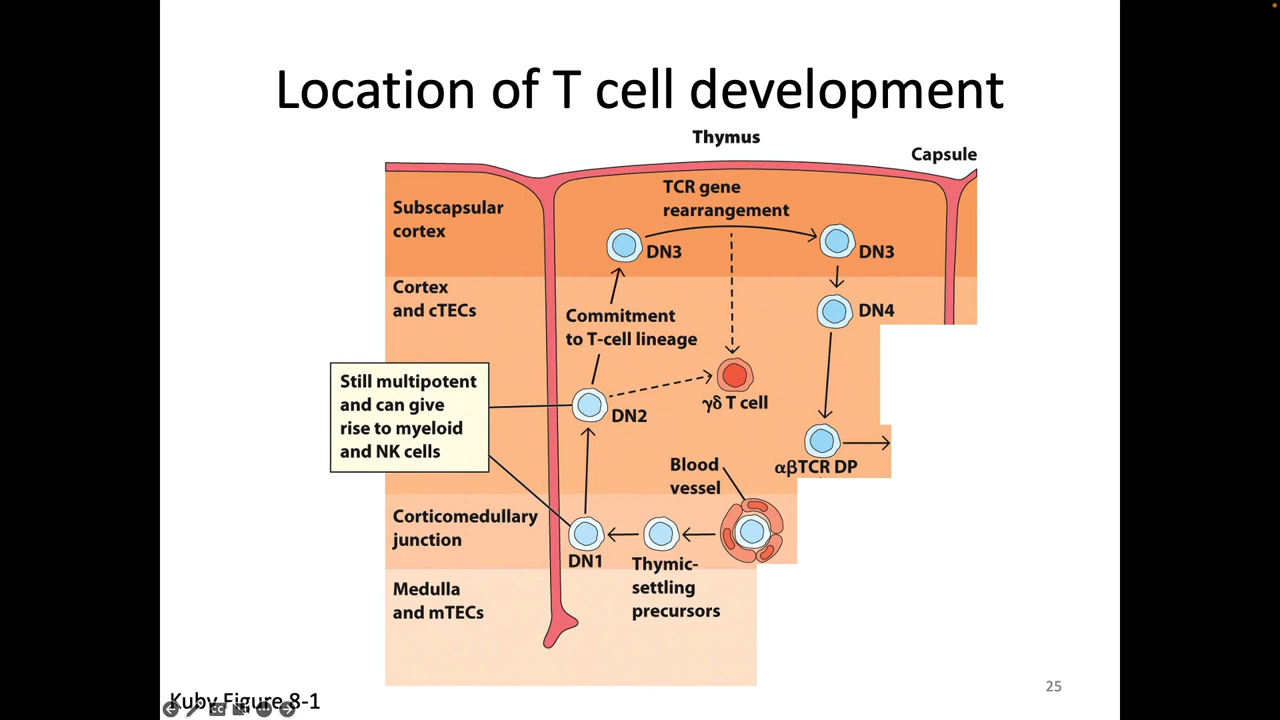 Location of T cell development
Thymus
Capsule
TCR gene
rearrangement
Subscapsular
cortex
DN3
DN3
Cortex
and cTECs
Commitment
to T-cell lineage
DN4
Still multipotent
and can give
rise to myeloid
and NK cells
DN2
γδ T cell
Blood
vessel
αβTCR DP
Corticomedullary
junction
DN1
Thymic-
settling
precursors
Medulla
and mTECs
25
Kuby Figure 8-1
CC